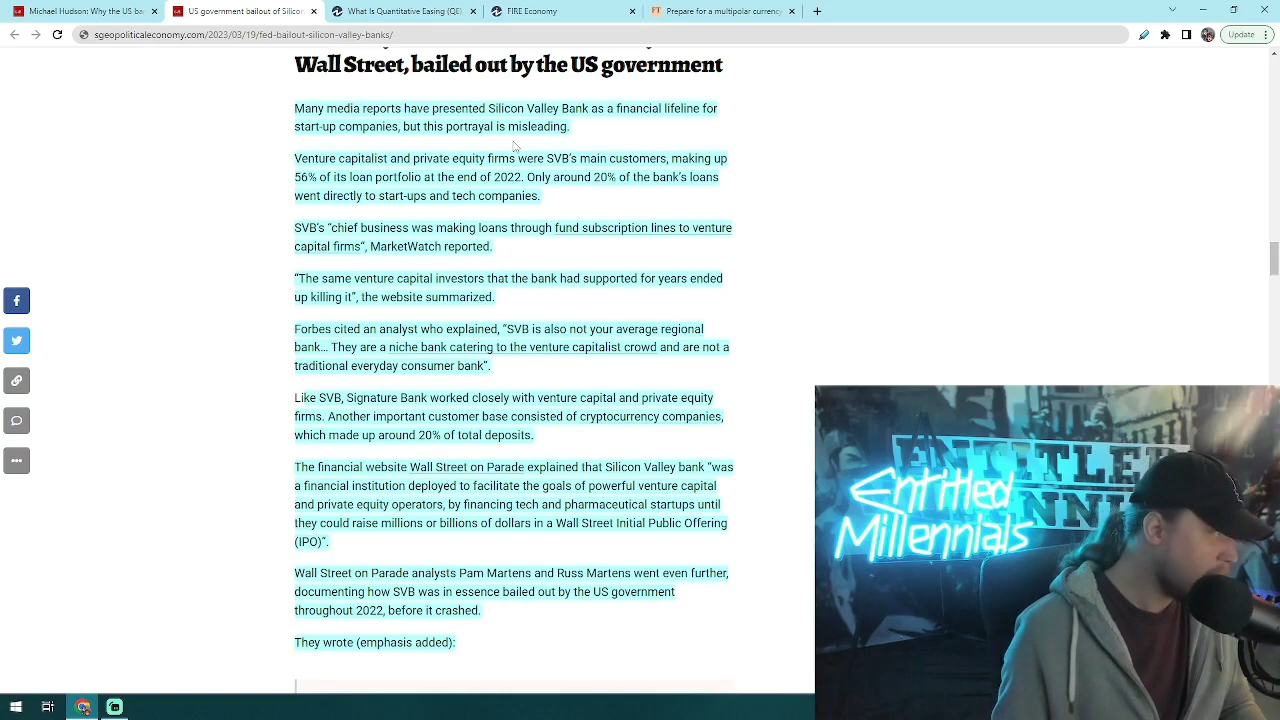 Michael Hudson: Why the US ba
US government bailout of Silicon
What Is Quantitative Easing (QE)
FIRE Economy
Prepare for a multipolar currency
sgeopoliticaleconomy.com/2023/03/19/fed-bailout-silicon-valley-banks/
Update
Wall Street, bailed out by the US government
Many media reports have presented Silicon Valley Bank as a financial lifeline for
start-up companies, but this portrayal is misleading.
Venture capitalist and private equity firms were SVB's main customers, making up
56% of its loan portfolio at the end of 2022. Only around 20% of the bank's loans
went directly to start-ups and tech companies.
SVB's “chief business was making loans through fund subscription lines to venture
capital firms“, MarketWatch reported.
“The same venture capital investors that the bank had supported for years ended
up killing it”, the website summarized.
Forbes cited an analyst who explained, “SVB is also not your average regional
bank… They are a niche bank catering to the venture capitalist crowd and are not a
traditional everyday consumer bank”.
Like SVB, Signature Bank worked closely with venture capital and private equity
firms. Another important customer base consisted of cryptocurrency companies,
which made up around 20% of total deposits.
The financial website Wall Street on Parade explained that Silicon Valley bank “was
a financial institution deployed to facilitate the goals of powerful venture capital
and private equity operators, by financing tech and pharmaceutical startups until
they could raise millions or billions of dollars in a Wall Street Initial Public Offering
(IPO)”.
Wall Street on Parade analysts Pam Martens and Russ Martens went even further,
documenting how SVB was in essence bailed out by the US government
throughout 2022, before it crashed.
They wrote (emphasis added):
Entitled
Millennials